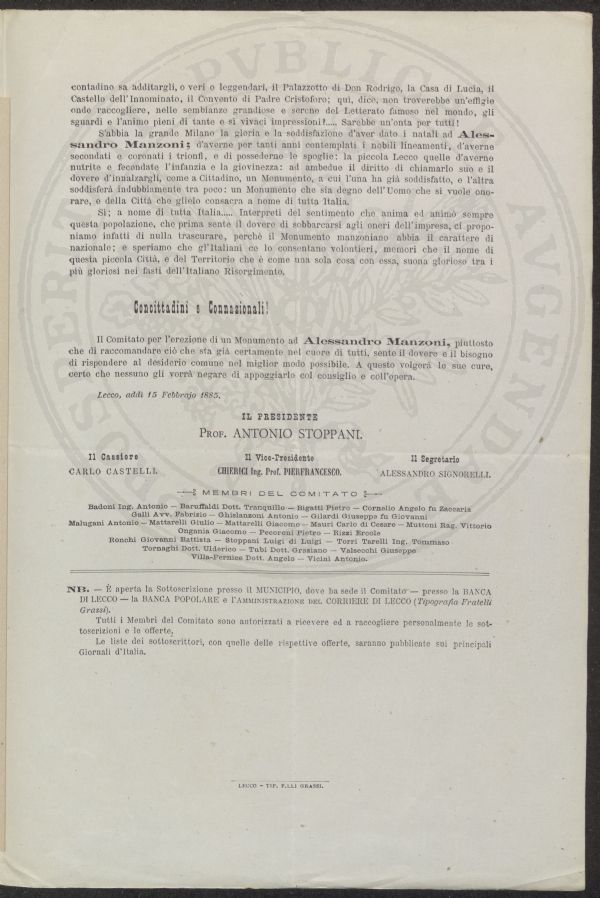 contadino sa additargli, o veri o leggendari, il Palazzotto di Don Rodrigo, la Casa di Lucia, il
Castello dell'Innominato, il Convento di Padre Cristoforo; qui, dico, non troverebbe un'effigie
onde raccogliere, nelle sembianze grandiose e serene del Letterato famoso nel mondo, gli
sguardi e l'animo pieni di tante e sì vivaci impressioni!.... Sarebbe un'onta per tutti!
S'abbia la grande Milano la gloria e la soddisfazione d'aver dato i natali ad Ales-
sandro Manzoni; d'averne per tanti anni contemplati i nobili lineamenti, d'averne
secondati e coronati i trionfi, e di possederne le spoglie: la piccola Lecco quelle d'averne
nutrite e fecondate l'infanzia e la giovinezza: ad ambedue il diritto di chiamarlo suo e il
dovere d'innalzargli, come a Cittadino, un Monumento, a cui l'una ha già soddisfatto, e l'altra
soddisferà indubbiamente tra poco: un Monumento che sia degno dell'Uomo che si vuole ono-
rare, e della Città che glielo consacra a nome di tutta Italia.
Sì; a nome di tutta Italia..... Interpreti del sentimento che anima ed animò sempre
questa popolazione, che prima sente il dovere di sobbarcarsi agli oneri dell'impresa, ci propo-
niamo infatti di nulla trascurare, perchè il Monumento manzoniano abbia il carattere di
nazionale; e speriamo che gl'Italiani ce lo consentano volontieri, memori che il nome di
questa piccola Città, e del Territorio che è come una sola cosa con essa, suona glorioso tra i
più gloriosi nei fasti dell'Italiano Risorgimento.
Concittadini e Connazionali!
Il Comitato per l'erezione di un Monumento ad Alessandro Manzoni, piuttosto
che di raccomandare ciò che sta già certamente nel cuore di tutti, sente il dovere e il bisogno
di rispondere al desiderio comune nel miglior modo possibile. A questo volgerà le sue cure,
certo che nessuno gli vorrà negare di appoggiarlo col consiglio e coll'opera.
Lecco, addì 15 Febbrajo 1885.
IL PRESIDENTE
PROF. ANTONIO STOPPANI.
Il Cassiere Il Vice-Presidente Il Segretario
CARLO CASTELLI. CHIERICI Ing. Prof. PIERFRANCESCO. ALESSANDRO SIGNORELLI.
MEMBRI DEL COMITATO
Badoni Ing. Antonio — Baruffaldi Dott. Tranquillo — Bigatti Pietro — Cornelio Angelo fu Zaccaria
Galli Avv. Fabrizio — Ghislanzoni Antonio — Gilardi Giuseppe fu Giovanni
Malugani Antonio — Mattarelli Giulio — Mattarelli Giacomo — Mauri Carlo di Cesare — Muttoni Rag. Vittorio
Ongania Giacomo — Pecoroni Pietro — Rizzi Ercole
Ronchi Giovanni Battista — Stoppani Luigi di Luigi — Torri Tarelli Ing. Tommaso
Tornaghi Dott. Ulderico — Tubi Dott. Graziano — Valsecchi Giuseppe
Villa-Pernice Dott. Angelo — Vicini Antonio.
NB. — È aperta la Sottoscrizione presso il MUNICIPIO, dove ha sede il Comitato — presso la BANCA
DI LECCO — la BANCA POPOLARE e l'AMMINISTRAZIONE DEL CORRIERE DI LECCO (Tipografia Fratelli
Grassi).
Tutti i Membri del Comitato sono autorizzati a ricevere ed a raccogliere personalmente le sot-
toscrizioni e le offerte,
Le liste dei sottoscrittori, con quelle delle rispettive offerte, saranno pubblicate sui principali
Giornali d'Italia.
LECCO - TIP. F.LLI GRASSI.